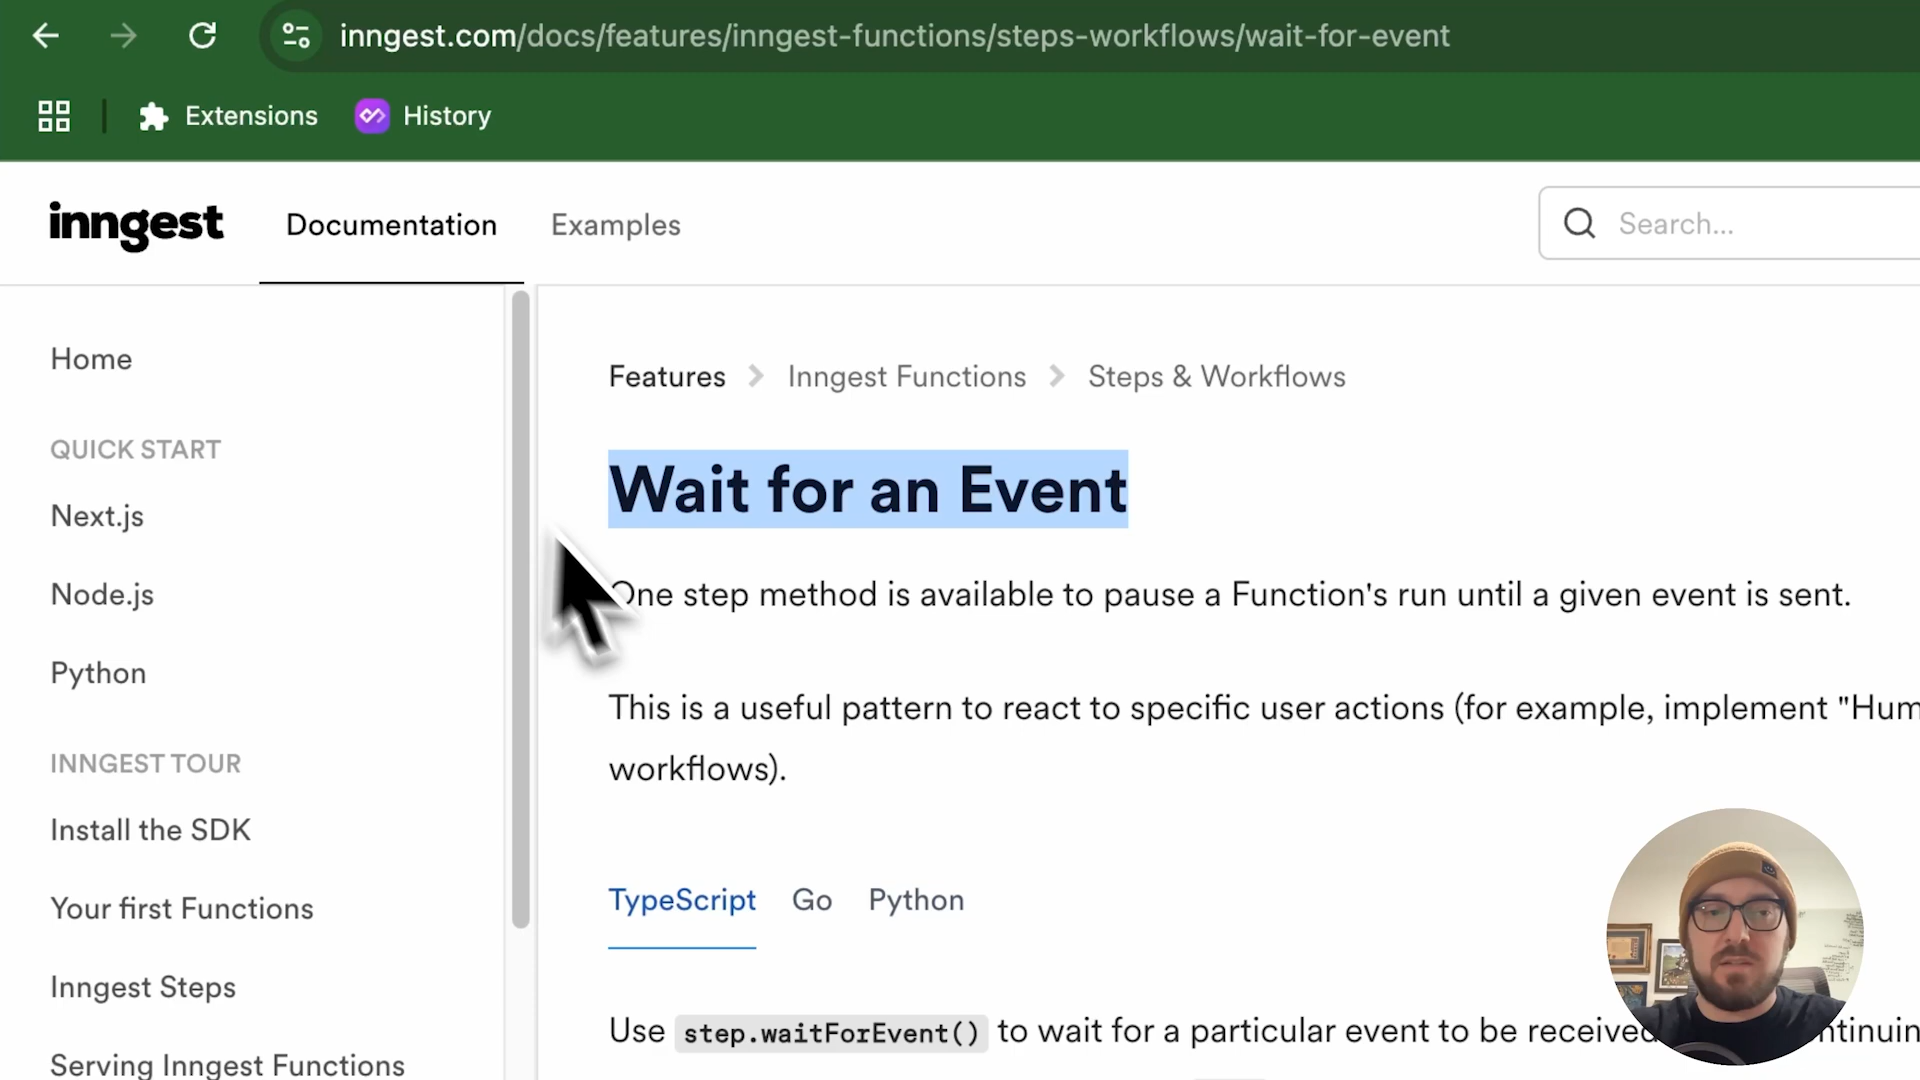 inngest.com/docs/features/inngest-functions/steps-workflows/wait-for-event
Extensions
History
inngest
Documentation
Examples
Search...
Home
QUICK START
Next.js
Node.js
Python
INNGEST TOUR
Install the SDK
Your first Functions
Inngest Steps
Serving Inngest Functions
Features > Inngest Functions > Steps & Workflows
Wait for an Event
One step method is available to pause a Function's run until a given event is sent.
This is a useful pattern to react to specific user actions (for example, implement "Hum
workflows).
TypeScript
Go
Python
Use step.waitForEvent() to wait for a particular event to be received